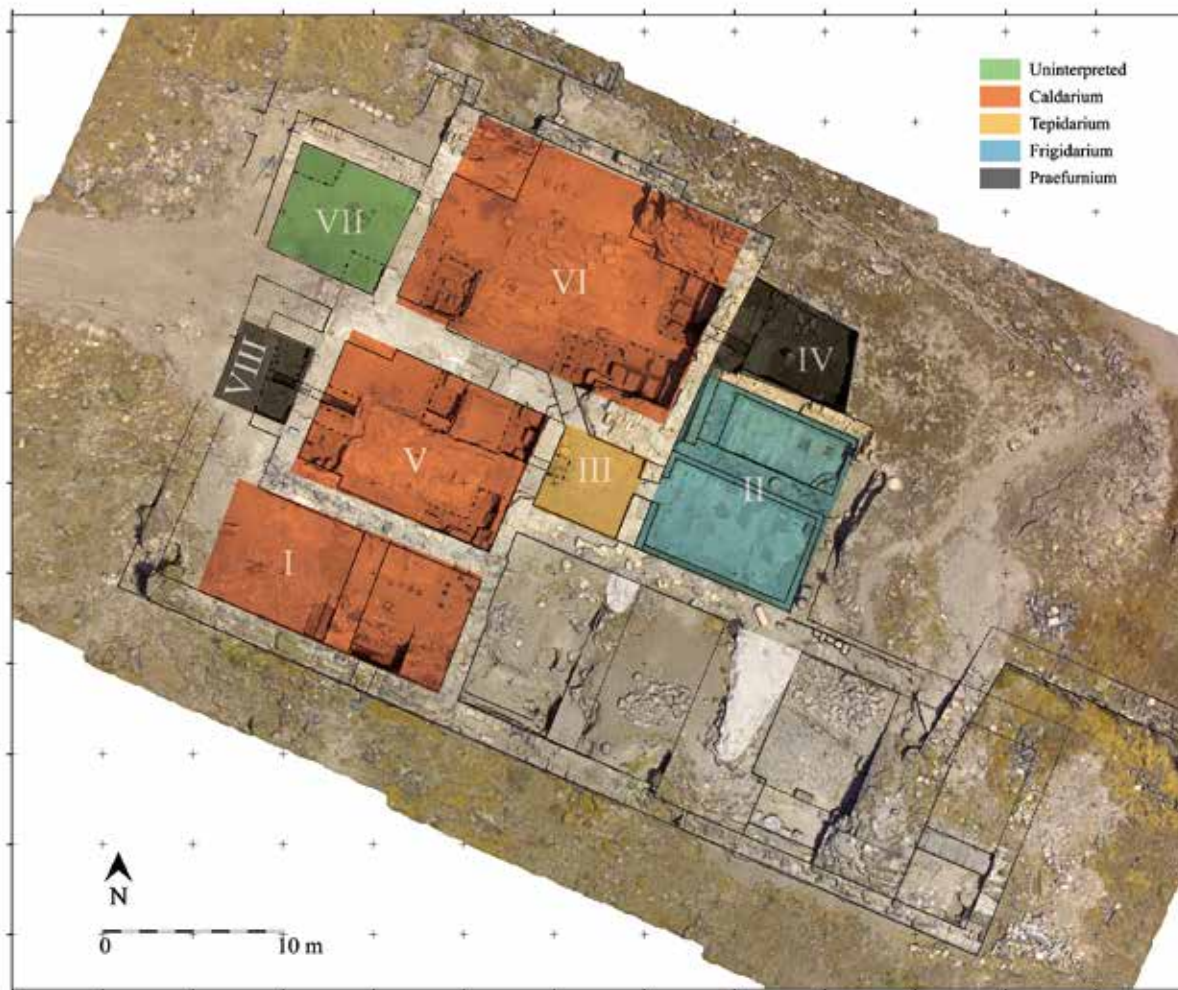 Uninterpreted
Caldarium
Tepidarium
Frigidarium
Praefurnium
VII
VI
IV
VIII
V
III
II
I
N
0 10 m